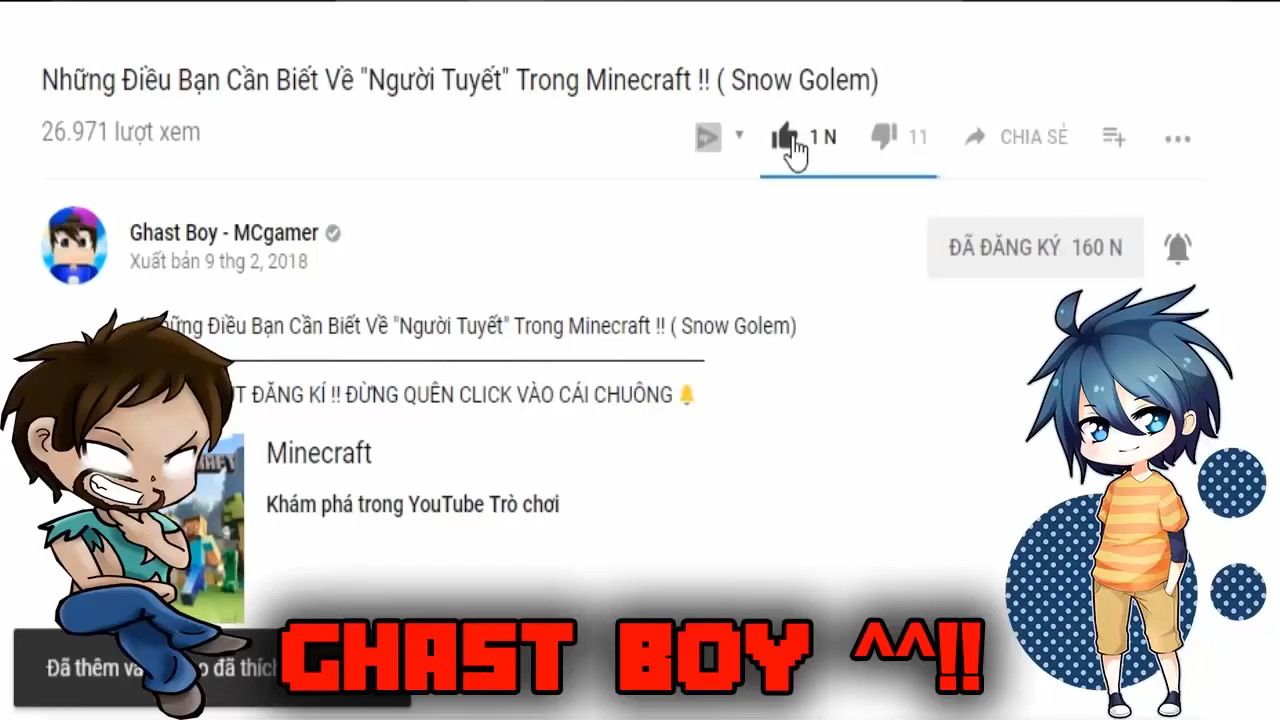 Những Điều Bạn Cần Biết Về "Người Tuyết" Trong Minecraft !! ( Snow Golem)
26.971 lượt xem
1 N
11
CHIA SẺ
Ghast Boy - MCgamer
Xuất bản 9 thg 2, 2018
ĐÃ ĐĂNG KÝ 160 N
Điều Bạn Cần Biết Về "Người Tuyết" Trong Minecraft !! ( Snow Golem)
ĐĂNG KÍ !! ĐỪNG QUÊN CLICK VÀO CÁI CHUÔNG 🔔
Minecraft
Khám phá trong YouTube Trò chơi
Đã thêm đã
GHAST BOY ^^!!